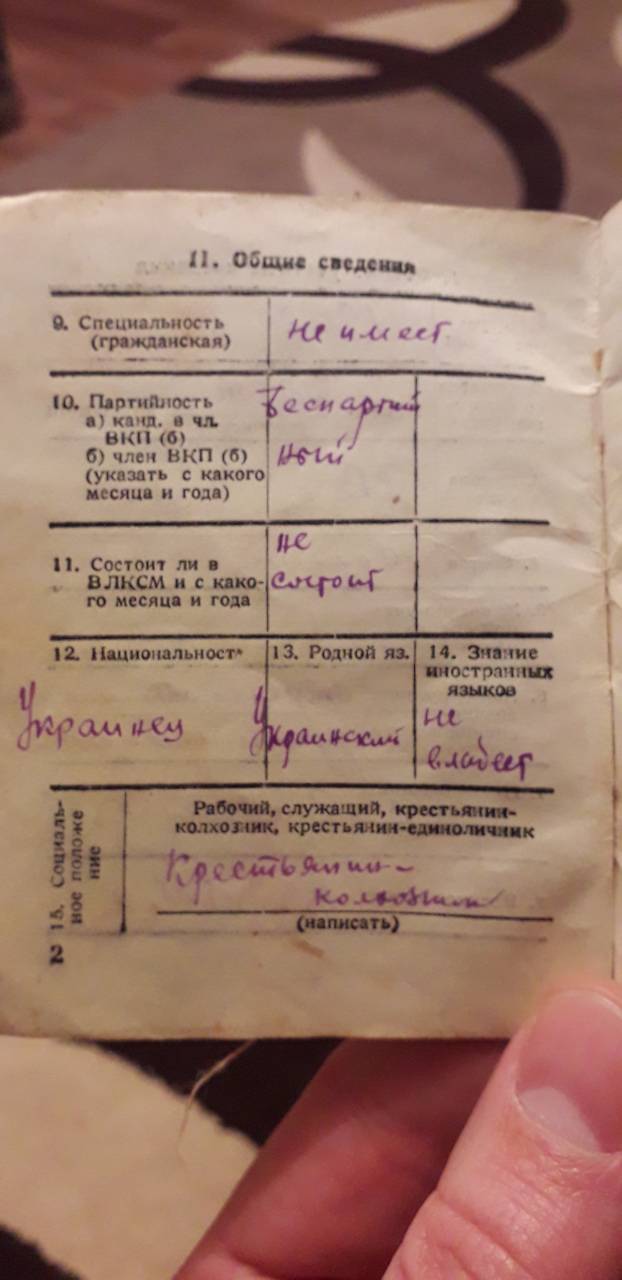 II. Общие сведения
9. Специальность
(гражданская)
не имеет
10. Партийность
а) канд. в чл.
ВКП (б)
б) член ВКП (б)
(указать с какого
месяца и года)
Беспартий
ный
11. Состоит ли в
ВЛКСМ и с како-
го месяца и года
не
состоит
12. Национальность
Украинец
13. Родной яз.
Украинский
14. Знание
иностранных
языков
не
владеет
15. Социаль-
ное положе
ние
Рабочий, служащий, крестьянин-
колхозник, крестьянин-единоличник
Крестьянин-
колхозник
(написать)
2